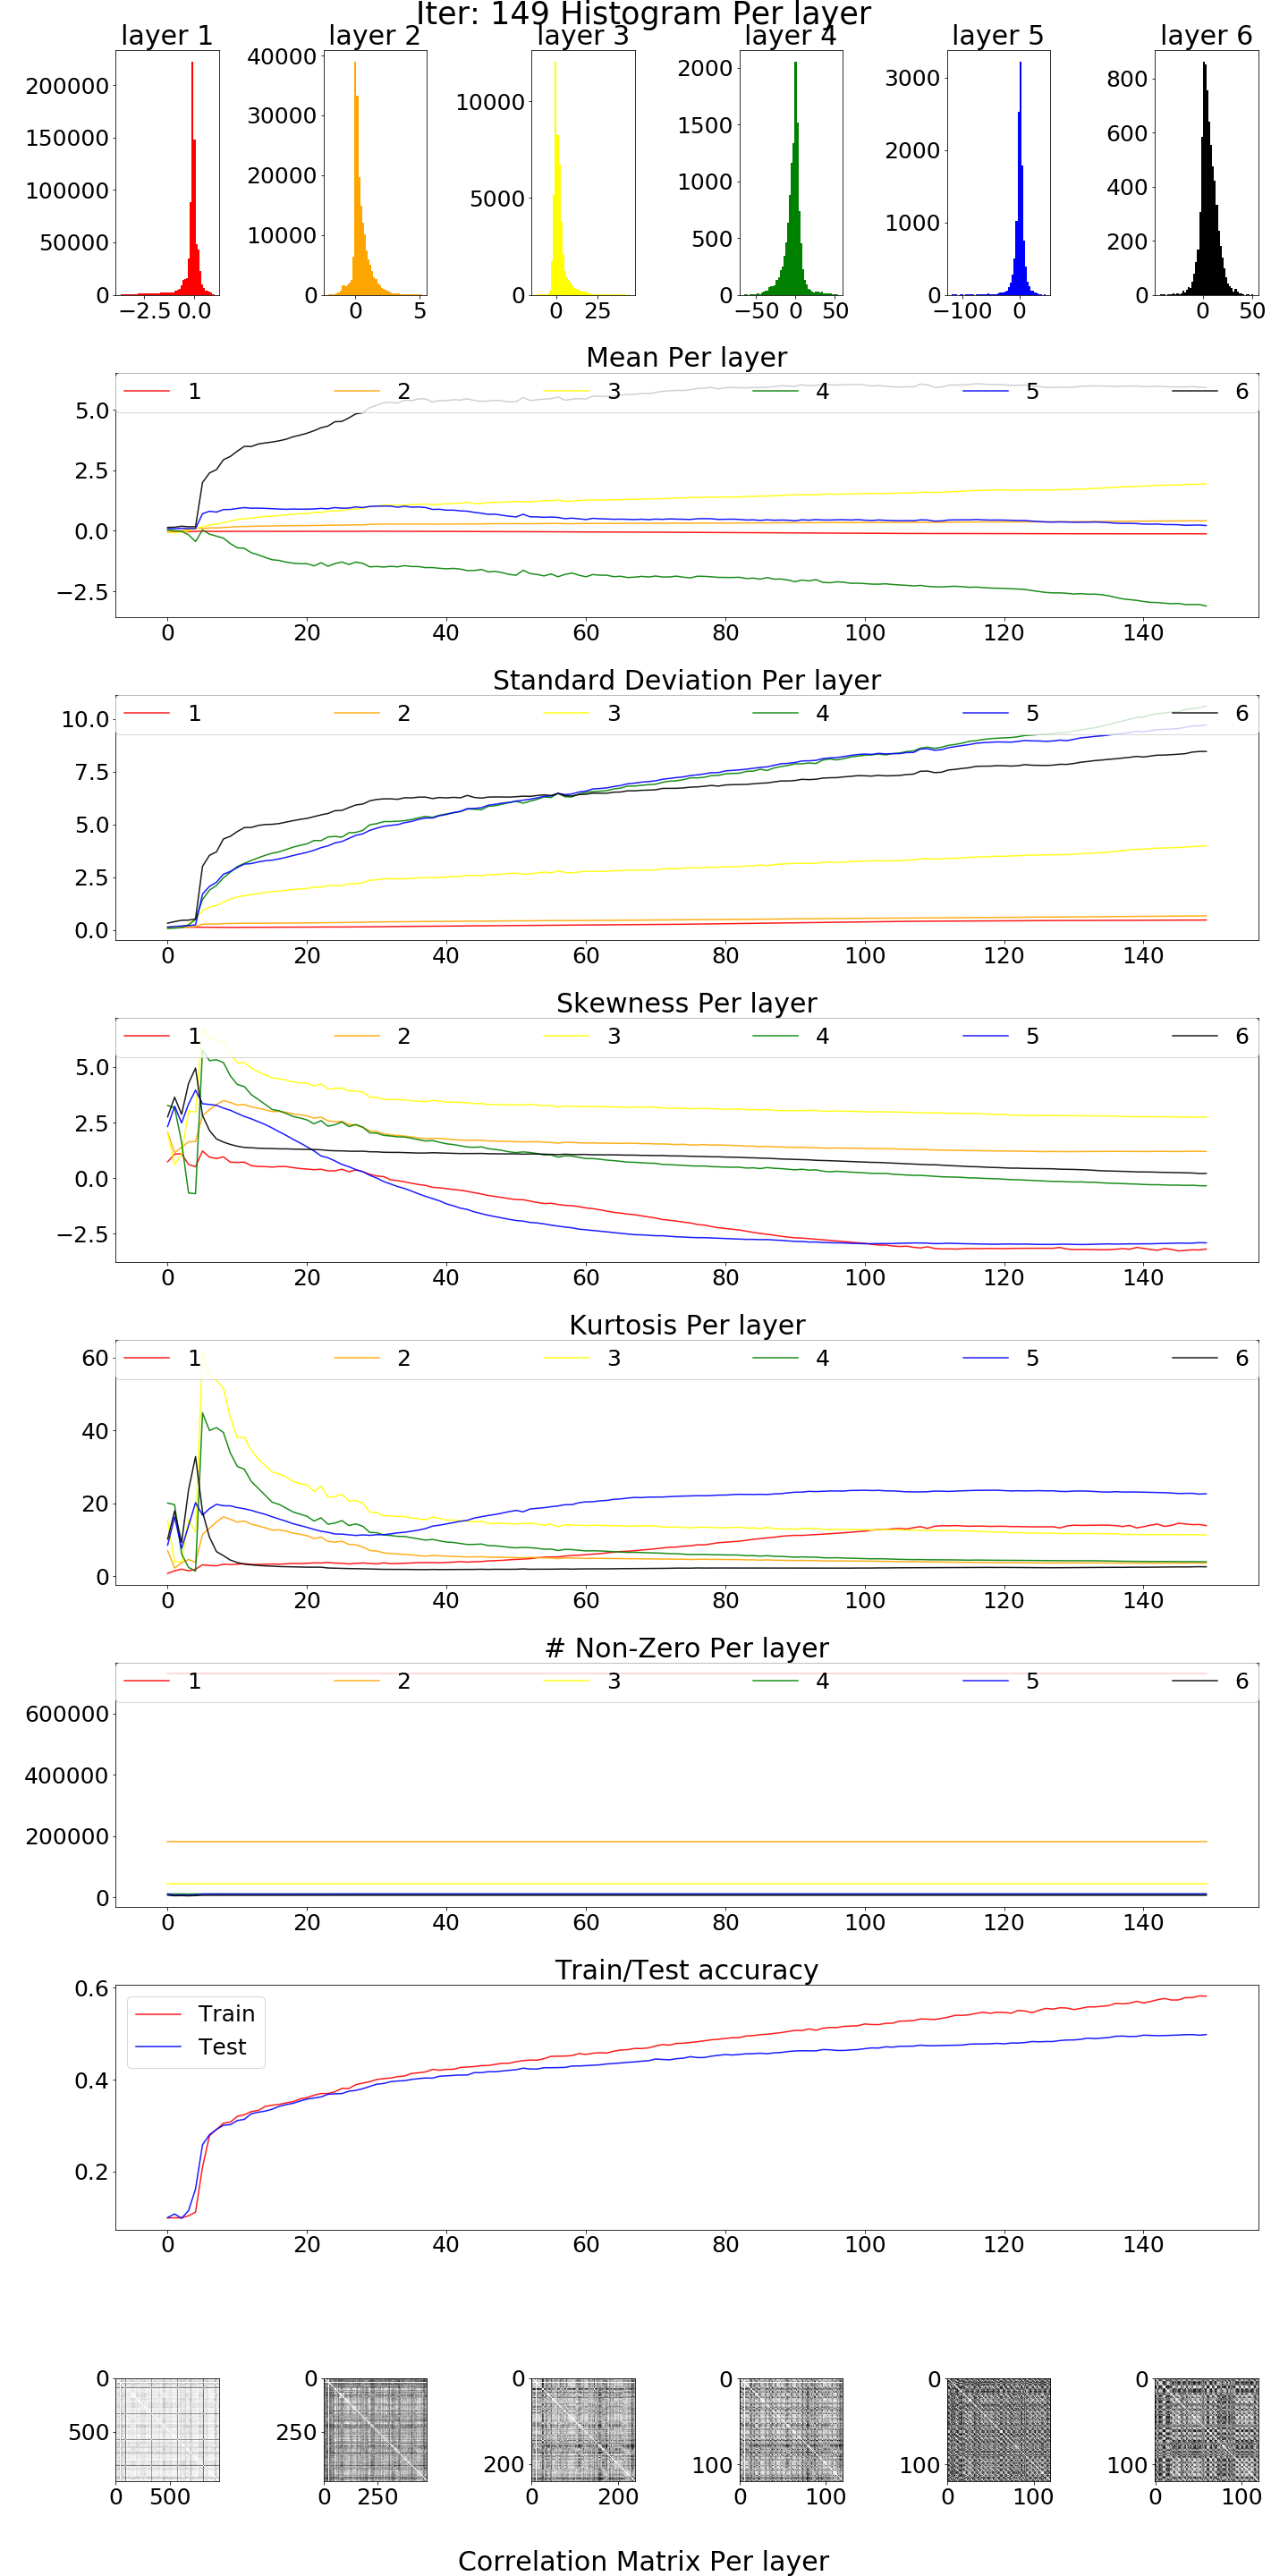 Iter: 149 Histogram Per layer
layer 1 layer 2 layer 3 layer 4 layer 5 layer 6
200000 150000 100000 50000 0
−2.5 0.0
40000 30000 20000 10000 0
0 5
10000 5000 0
0 25
2000 1500 1000 500 0
−50 0 50
3000 2000 1000 0
−100 0
800 600 400 200 0
0 50
Mean Per layer
1 2 3 4 5 6
5.0
2.5
0.0
−2.5
0 20 40 60 80 100 120 140
Standard Deviation Per layer
1 2 3 4 5 6
10.0
7.5
5.0
2.5
0.0
0 20 40 60 80 100 120 140
Skewness Per layer
1 2 3 4 5 6
5.0
2.5
0.0
−2.5
0 20 40 60 80 100 120 140
Kurtosis Per layer
1 2 3 4 5 6
60
40
20
0
0 20 40 60 80 100 120 140
# Non-Zero Per layer
1 2 3 4 5 6
600000
400000
200000
0
0 20 40 60 80 100 120 140
Train/Test accuracy
0.6
Train
Test
0.4
0.2
0 20 40 60 80 100 120 140
0 0 0 0 0 0
500 250 200 100 100 100
0 500 0 250 0 200 0 100 0 100 0 100
Correlation Matrix Per layer